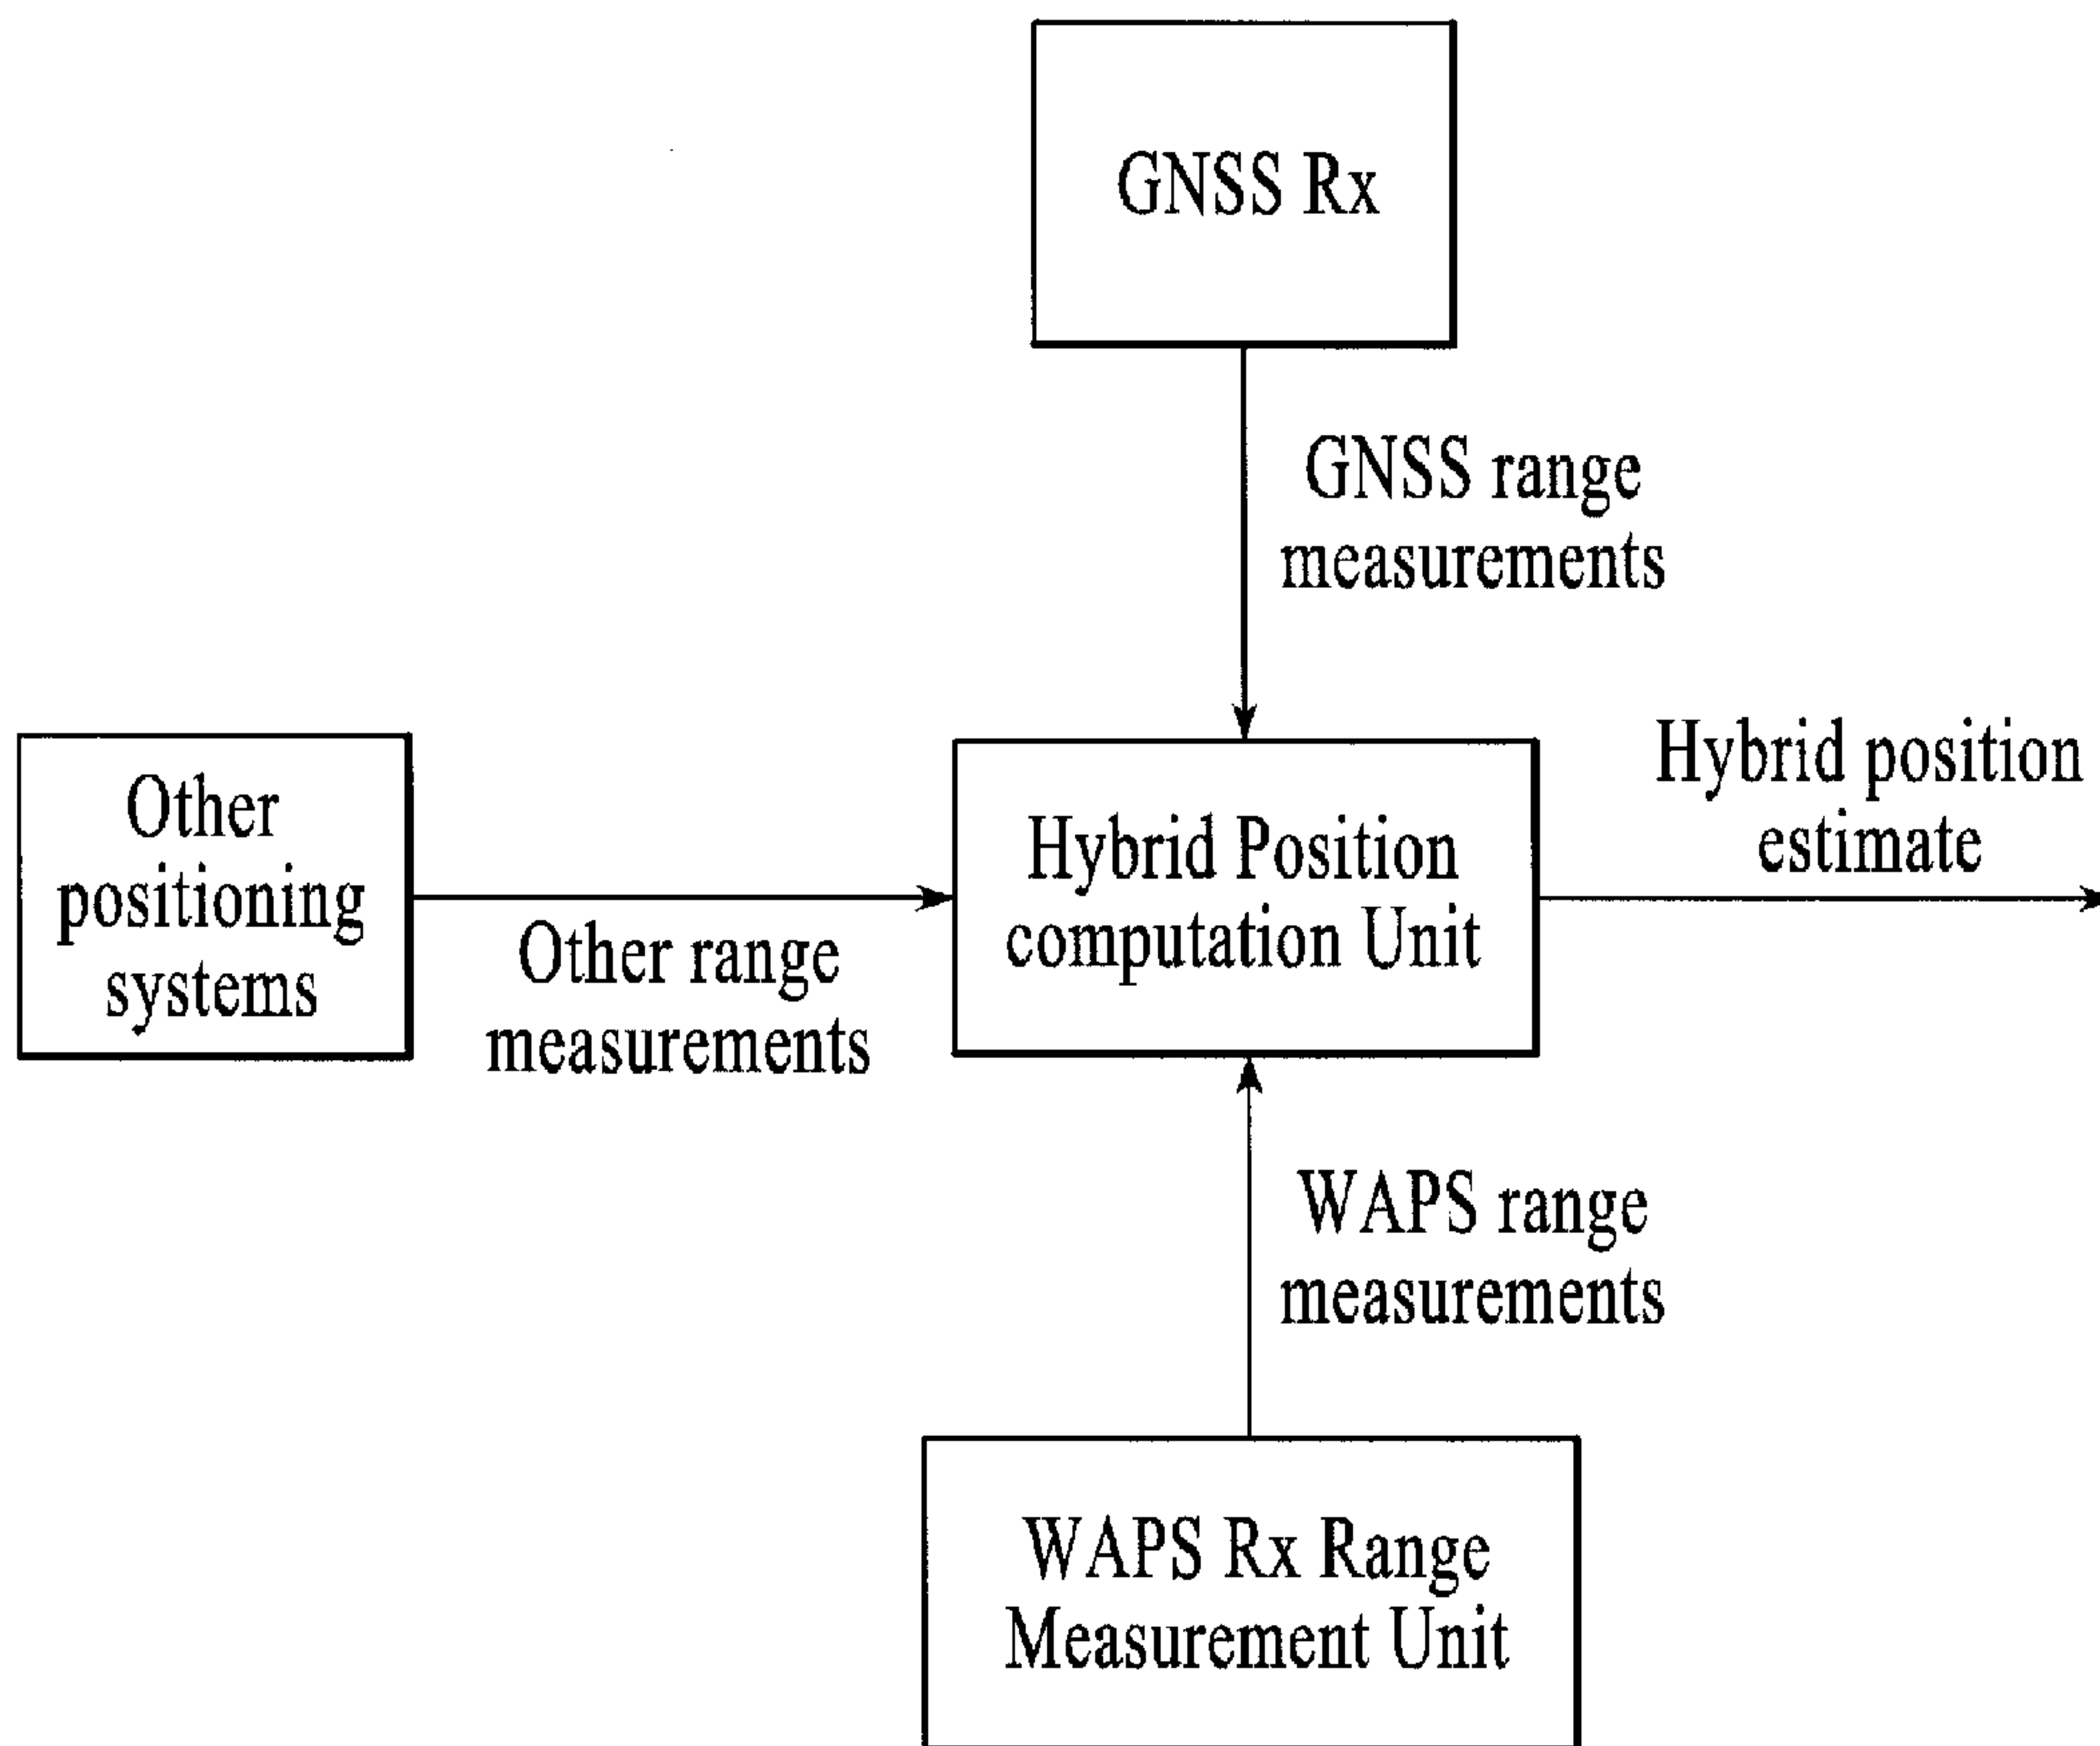 GNSS Rx
GNSS range
measurements
Other
positioning
systems
Other range
measurements
Hybrid Position
computation Unit
Hybrid position
estimate
WAPS range
measurements
WAPS Rx Range
Measurement Unit